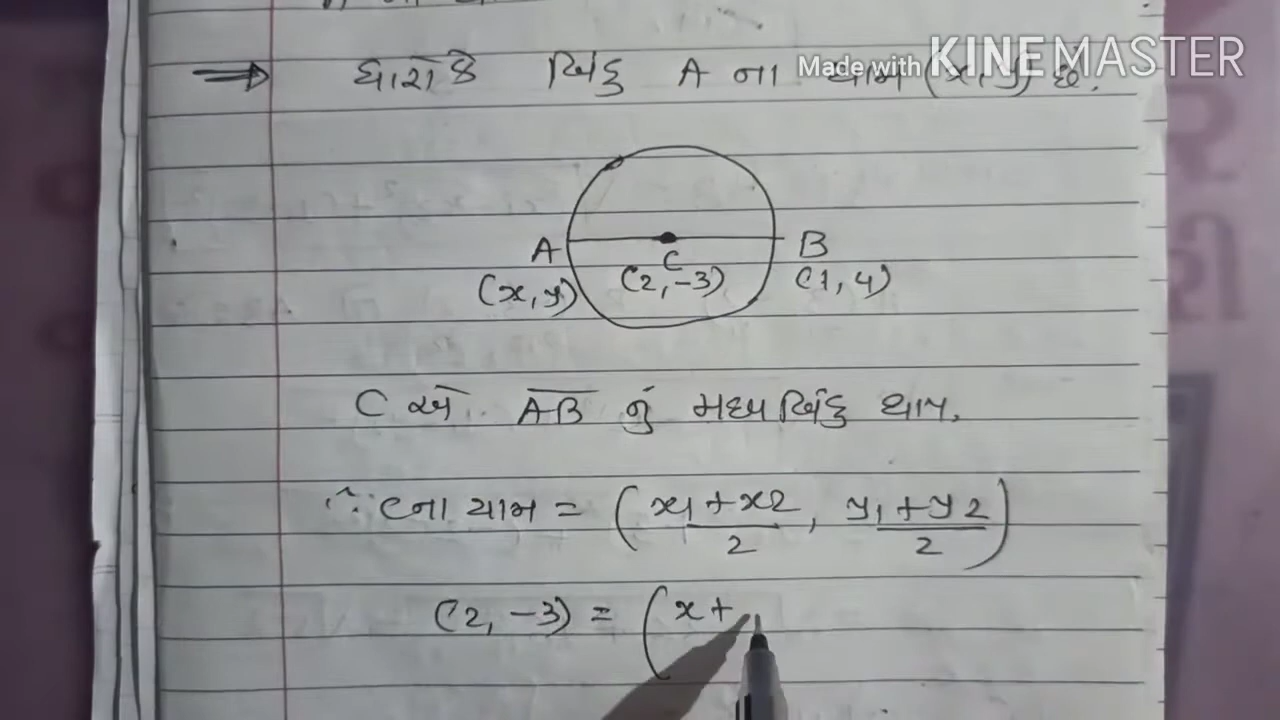 ⇒ ધારોકે બિંદુ A ના યામ (x, y) છે.
Made with KINEMASTER
A
B
C
(x, y)
(2, -3)
(1, 4)
C એ AB નું મધ્યબિંદુ થાય.
∴ C ના યામ = (x1 + x2 / 2, y1 + y2 / 2)
(2, -3) = (x +